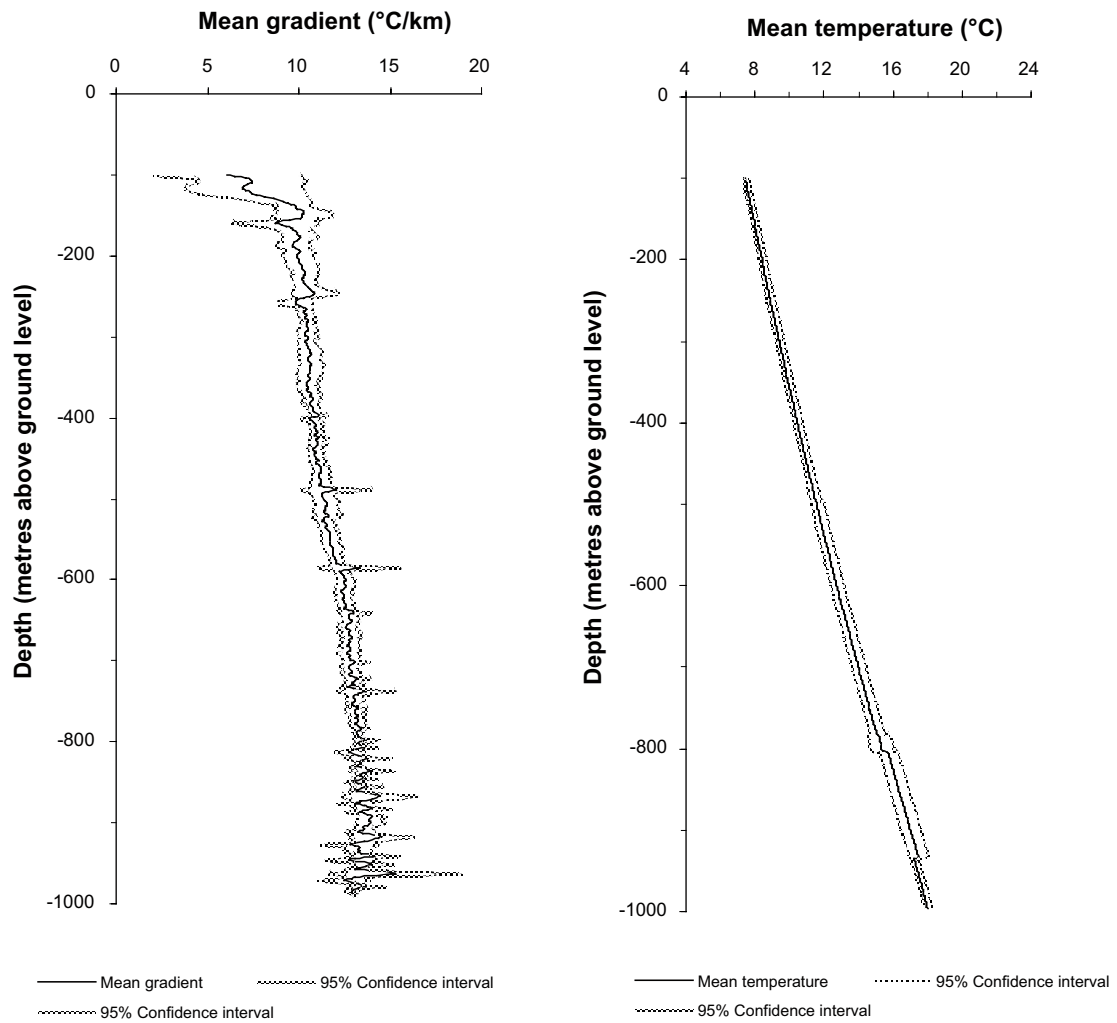 Mean gradient (°C/km)
0 5 10 15 20
0
-200
-400
-600
-800
-1000
Depth (metres above ground level)
Mean gradient 95% Confidence interval
95% Confidence interval
Mean temperature (°C)
4 8 12 16 20 24
0
-200
-400
-600
-800
-1000
Depth (metres above ground level)
Mean temperature 95% Confidence interval
95% Confidence interval